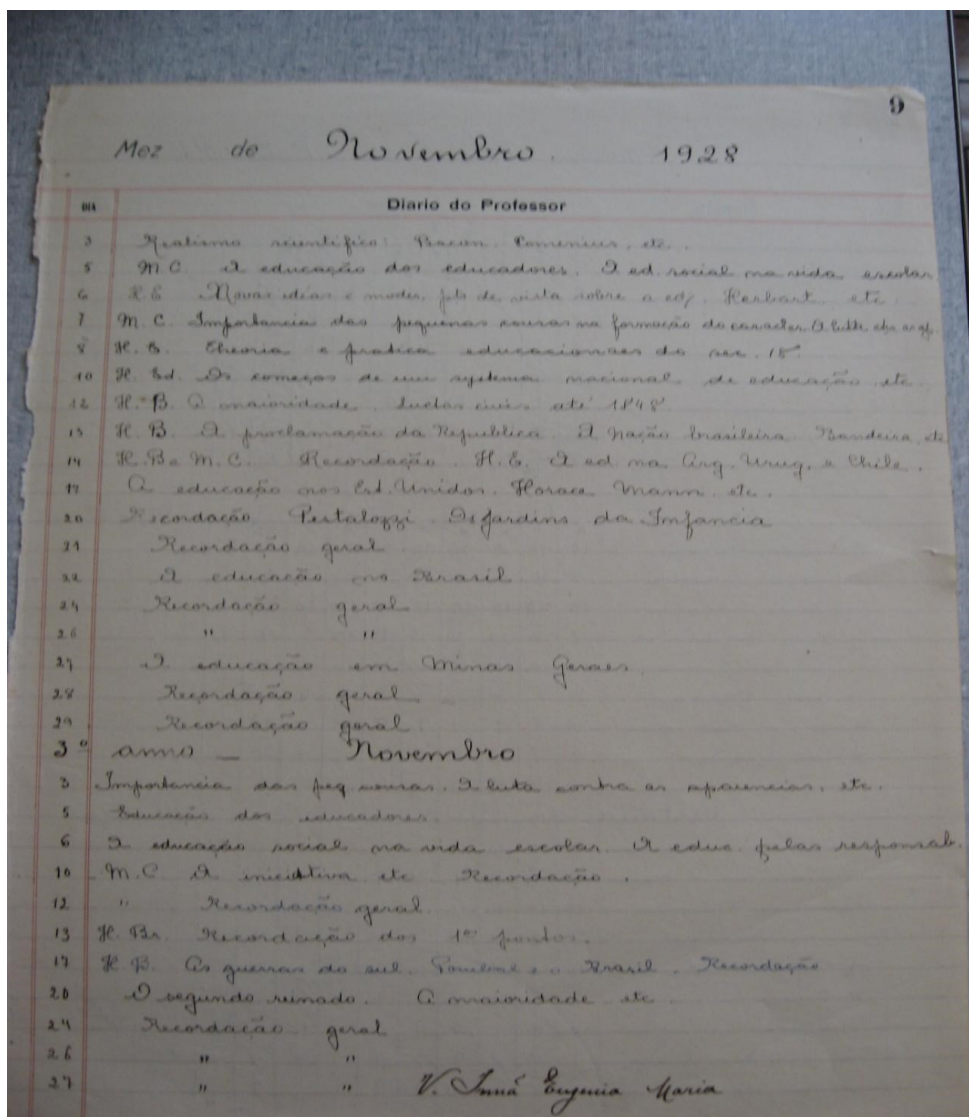 9
Mez de Novembro. 1928
DIA Diario do Professor
3 Realismo scientifico: Bacon. Comenius, etc.
5 M. C. A educação dos educadores. A ed. social na vida escolar
6 H. E. Novas idias e moder. pts de vista sobre a ed. Herbart. etc.
7 M. C. Importancia das pequenas cousas na formação do caracter. A lucta
8 H. E. Theoria e pratica educacionaes do sec. 18
10 H. Ed. Os começos de um systema nacional de educação etc.
12 H. B. A maioridade. Luctas civis até 1848
13 H. B. A proclamação da Republica. A Nação brasileira. Bandeira, etc
14 H. B e M. C. Recordação. H. E. A ed na Arg. Urug. e Chile.
17 A educação nos Est. Unidos. Horace Mann etc.
20 Recordação Pestalozzi. Os jardins da Infancia
21 Recordação geral.
22 A educação no Brasil
24 Recordação geral
26 " "
27 A educação em Minas Geraes.
28 Recordação geral
29 Recordação geral.
3º anno — Novembro
3 Importancia das peq. cousas. A luta contra as aparencias, etc.
5 Educação dos educadores.
6 A educação social na vida escolar. A educ. pelas responsab.
10 M. C. A iniciativa etc Recordação.
12 " Recordação geral.
13 H. Br. Recordação dos 1os pontos.
17 H. B. As guerras do sul. Pombal e o Brasil. Recordação
20 O segundo reinado. A maioridade etc.
24 Recordação geral
26 " "
27 " " V. Irmã Eugenia Maria